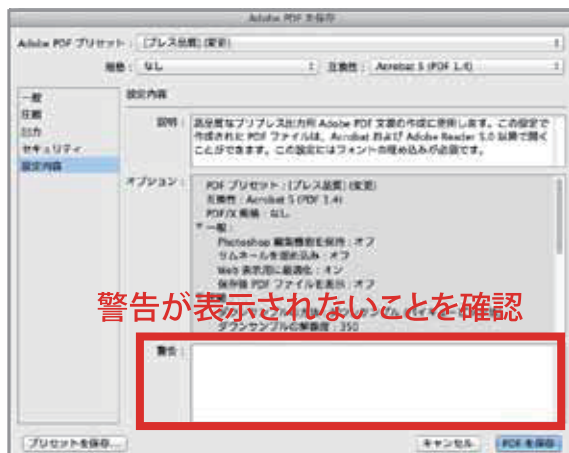 Adobe PDF を保存
Adobe PDF プリセット： [プレス品質] (変更)
規格： なし 互換性： Acrobat 5 (PDF 1.4)
一般
圧縮
出力
セキュリティ
設定内容
設定内容
説明： 高品質なプリプレス出力用 Adobe PDF 文書の作成に使用します。この設定で
作成された PDF ファイルは、Acrobat および Adobe Reader 5.0 以降で開く
ことができます。この設定にはフォントの埋め込みが必要です。
オプション： PDF プリセット：[プレス品質] (変更)
互換性：Acrobat 5 (PDF 1.4)
PDF/X 規格：なし
▼一般：
Photoshop 編集機能を保持：オフ
サムネールを埋め込み：オフ
Web 表示用に最適化：オン
保存後 PDF ファイルを表示：オフ
警告が表示されないことを確認
ダウンサンプルの解像度：350
警告：
プリセットを保存... キャンセル PDF を保存